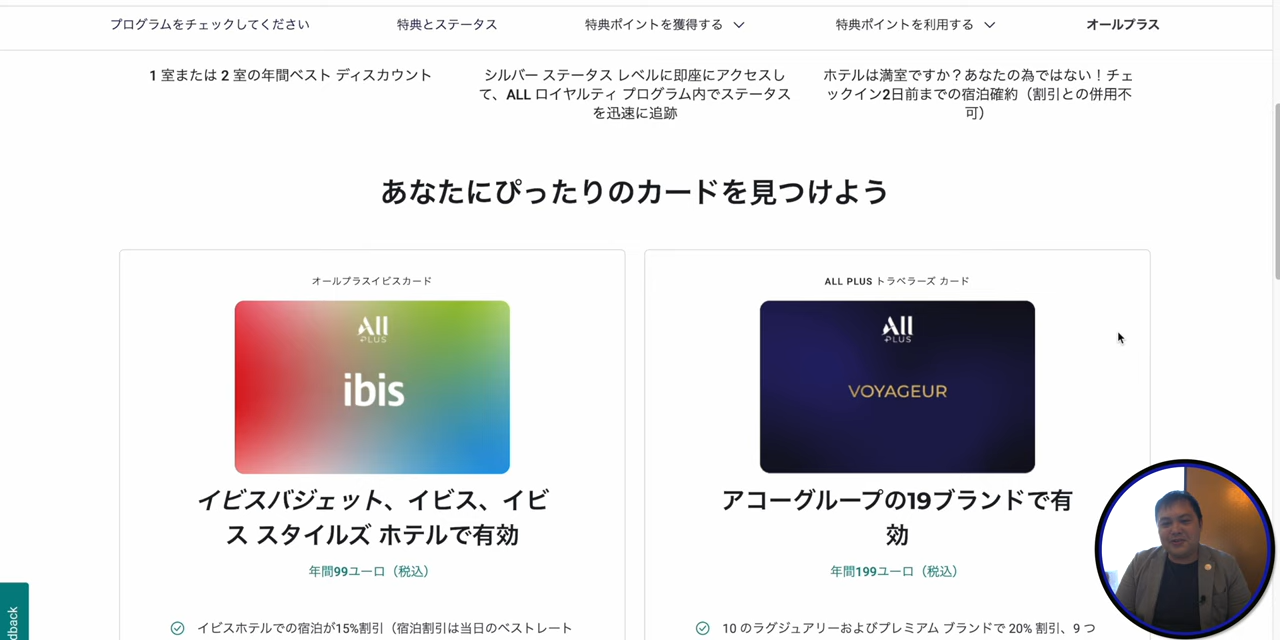 プログラムをチェックしてください
特典とステータス
特典ポイントを獲得する
特典ポイントを利用する
オールプラス
1 室または 2 室の年間ベスト ディスカウント
シルバー ステータス レベルに即座にアクセスし
て、ALL ロイヤルティ プログラム内でステータス
を迅速に追跡
ホテルは満室ですか？あなたの為ではない！チェ
ックイン2日前までの宿泊確約（割引との併用不
可）
あなたにぴったりのカードを見つけよう
オールプラスイビスカード
ALL
+PLUS
ibis
イビスバジェット、イビス、イビ
ス スタイルズ ホテルで有効
年間99ユーロ（税込）
イビスホテルでの宿泊が15%割引（宿泊割引は当日のベストレート
ALL PLUS トラベラーズ カード
ALL
+PLUS
VOYAGEUR
アコーグループの19ブランドで有
効
年間199ユーロ（税込）
10 のラグジュアリーおよびプレミアム ブランドで 20% 割引、9 つ
dback